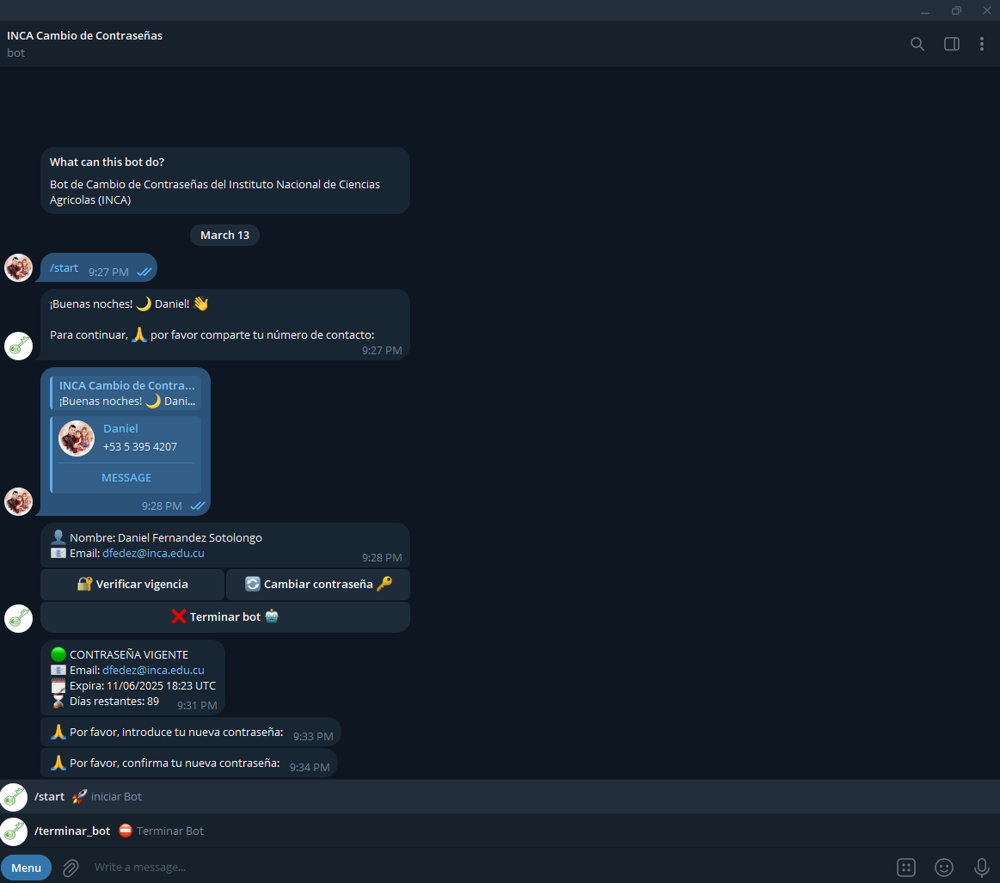 INCA Cambio de Contraseñas
bot
What can this bot do?
Bot de Cambio de Contraseñas del Instituto Nacional de Ciencias
Agricolas (INCA)
March 13
/start 9:27 PM
¡Buenas noches! 🌙 Daniel! 👋
Para continuar, 🙏 por favor comparte tu número de contacto:
9:27 PM
INCA Cambio de Contra...
¡Buenas noches! 🌙 Dani...
Daniel
+53 5 395 4207
MESSAGE
9:28 PM
👤 Nombre: Daniel Fernandez Sotolongo
📧 Email: dfedez@inca.edu.cu
9:28 PM
🔐 Verificar vigencia
🔄 Cambiar contraseña 🔑
❌ Terminar bot 🤖
🟢 CONTRASEÑA VIGENTE
📧 Email: dfedez@inca.edu.cu
🗓 Expira: 11/06/2025 18:23 UTC
⏳ Días restantes: 89 9:31 PM
🙏 Por favor, introduce tu nueva contraseña: 9:33 PM
🙏 Por favor, confirma tu nueva contraseña: 9:34 PM
/start 🚀 iniciar Bot
/terminar_bot ⛔ Terminar Bot
Menu
Write a message...